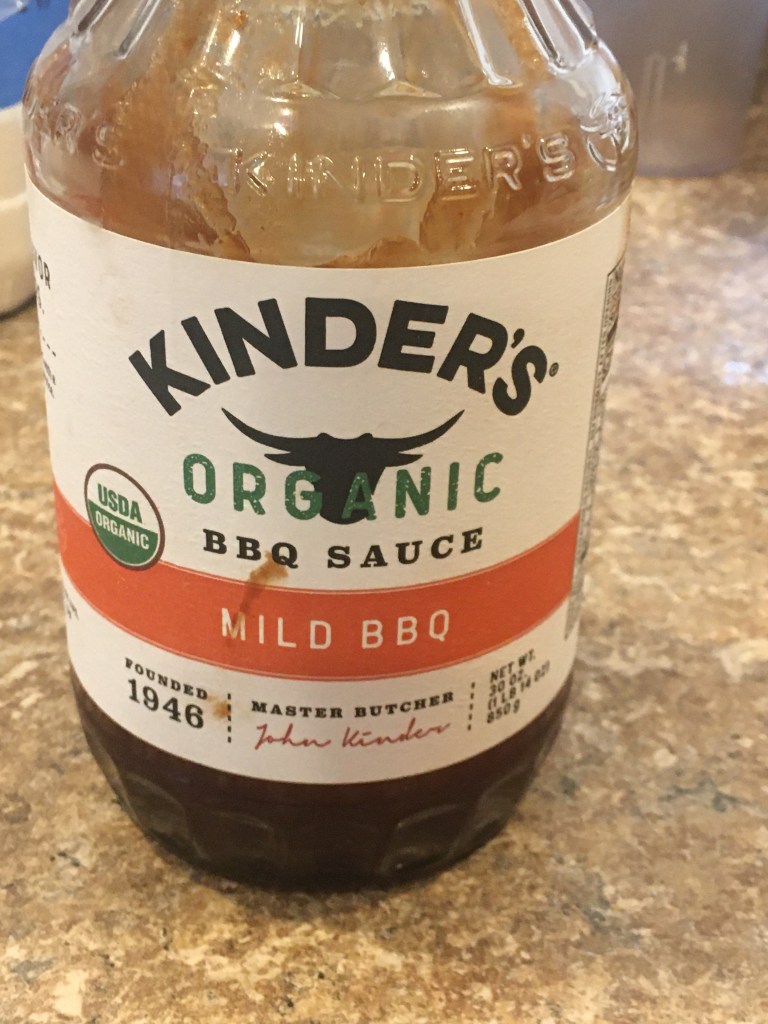 KINDER'S
KINDER'S®
ORGANIC
BBQ SAUCE
USDA
ORGANIC
MILD BBQ
FOUNDED
1946
MASTER BUTCHER
John Kinder
NET WT.
30 OZ.
(1 LB 14 OZ)
850 g